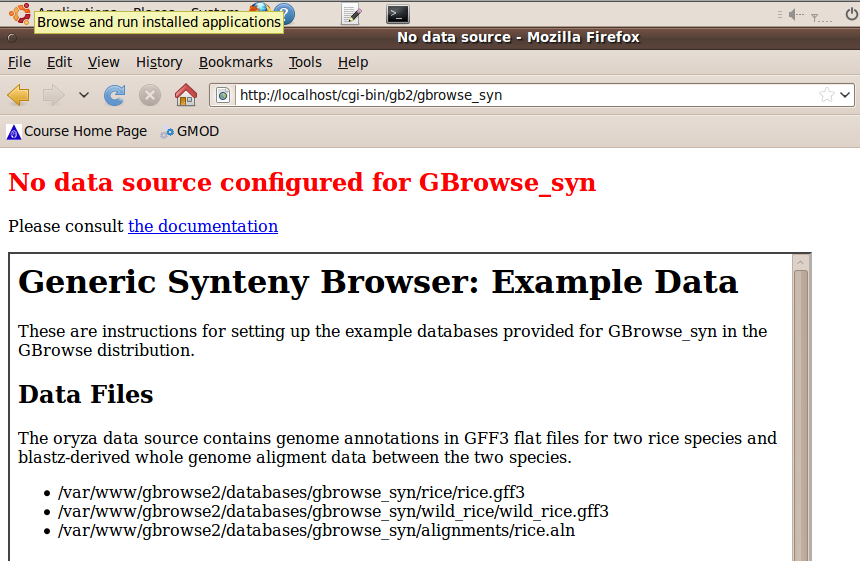 Browse and run installed applications
No data source - Mozilla Firefox
File Edit View History Bookmarks Tools Help
http://localhost/cgi-bin/gb2/gbrowse_syn
Course Home Page GMOD
No data source configured for GBrowse_syn
Please consult the documentation
Generic Synteny Browser: Example Data
These are instructions for setting up the example databases provided for GBrowse_syn in the
GBrowse distribution.
Data Files
The oryza data source contains genome annotations in GFF3 flat files for two rice species and
blastz-derived whole genome aligment data between the two species.
• /var/www/gbrowse2/databases/gbrowse_syn/rice/rice.gff3
• /var/www/gbrowse2/databases/gbrowse_syn/wild_rice/wild_rice.gff3
• /var/www/gbrowse2/databases/gbrowse_syn/alignments/rice.aln